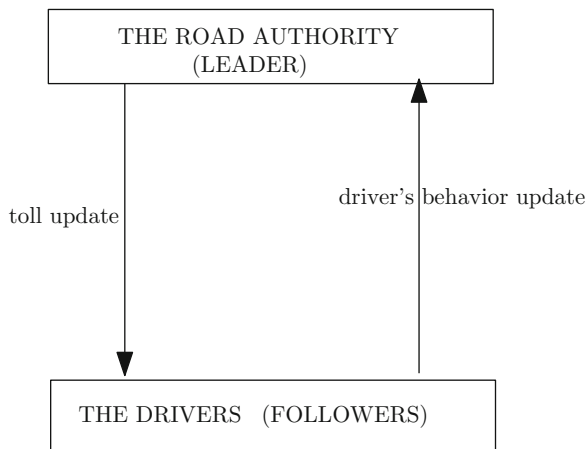 THE ROAD AUTHORITY
(LEADER)
driver's behavior update
toll update
THE DRIVERS (FOLLOWERS)